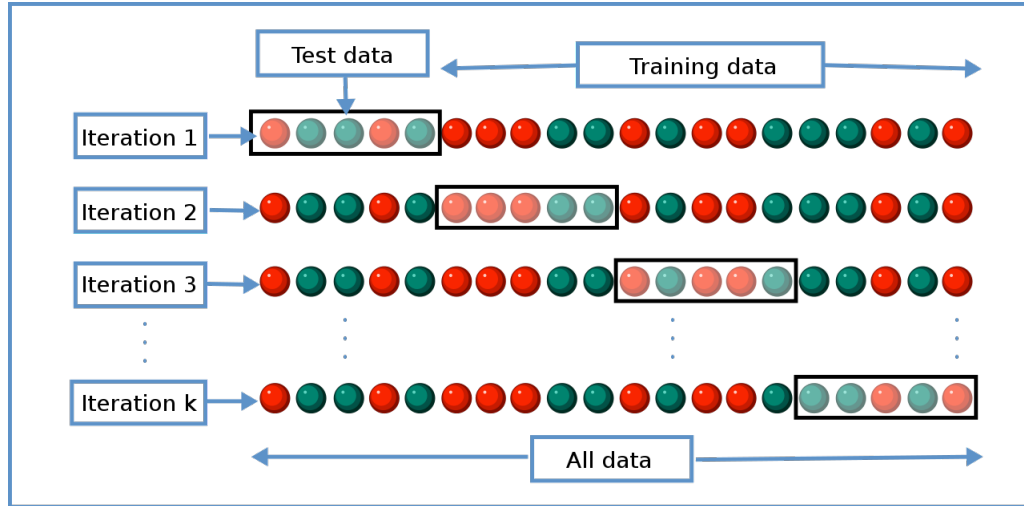 Test data
Training data
Iteration 1
Iteration 2
Iteration 3
Iteration k
All data